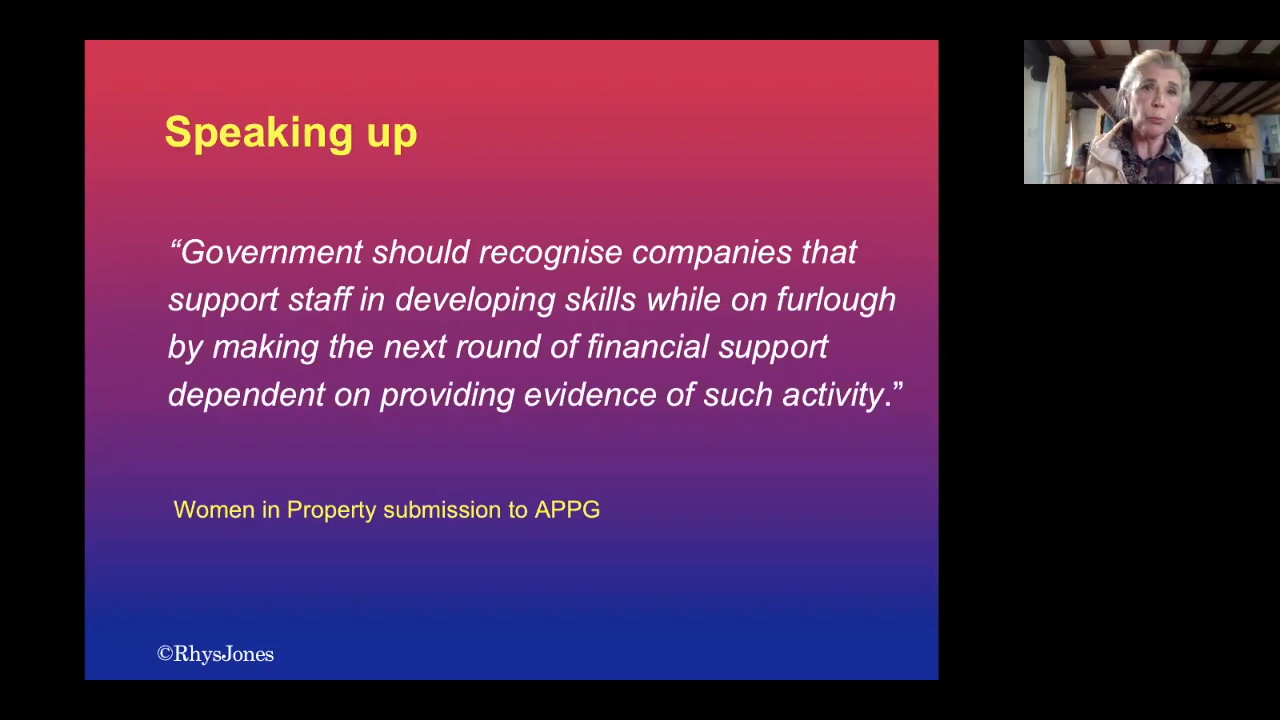 Speaking up
“Government should recognise companies that
support staff in developing skills while on furlough
by making the next round of financial support
dependent on providing evidence of such activity.”
Women in Property submission to APPG
©RhysJones